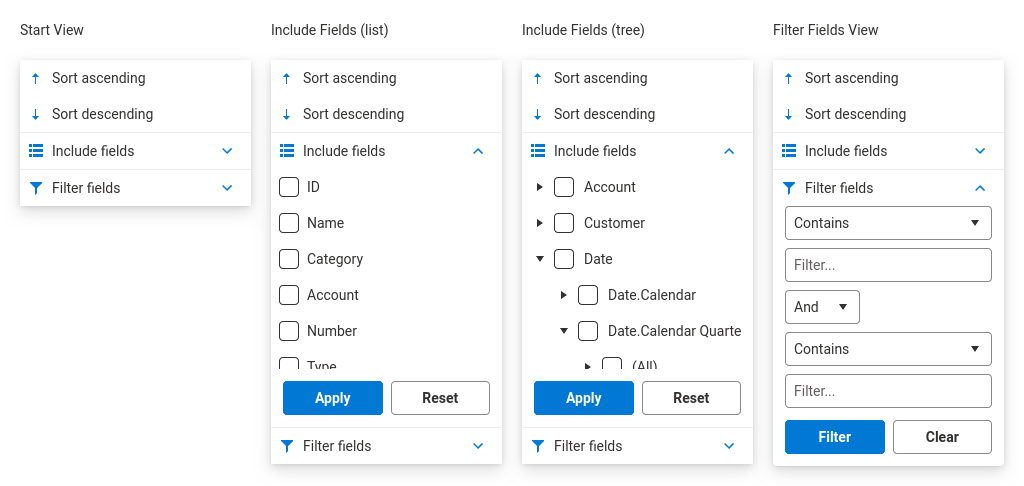 Start View
Sort ascending
Sort descending
Include fields
Filter fields
Include Fields (list)
Sort ascending
Sort descending
Include fields
ID
Name
Category
Account
Number
Type
Apply Reset
Filter fields
Include Fields (tree)
Sort ascending
Sort descending
Include fields
Account
Customer
Date
Date.Calendar
Date.Calendar Quarte
(All)
Apply Reset
Filter fields
Filter Fields View
Sort ascending
Sort descending
Include fields
Filter fields
Contains
Filter...
And
Contains
Filter...
Filter Clear